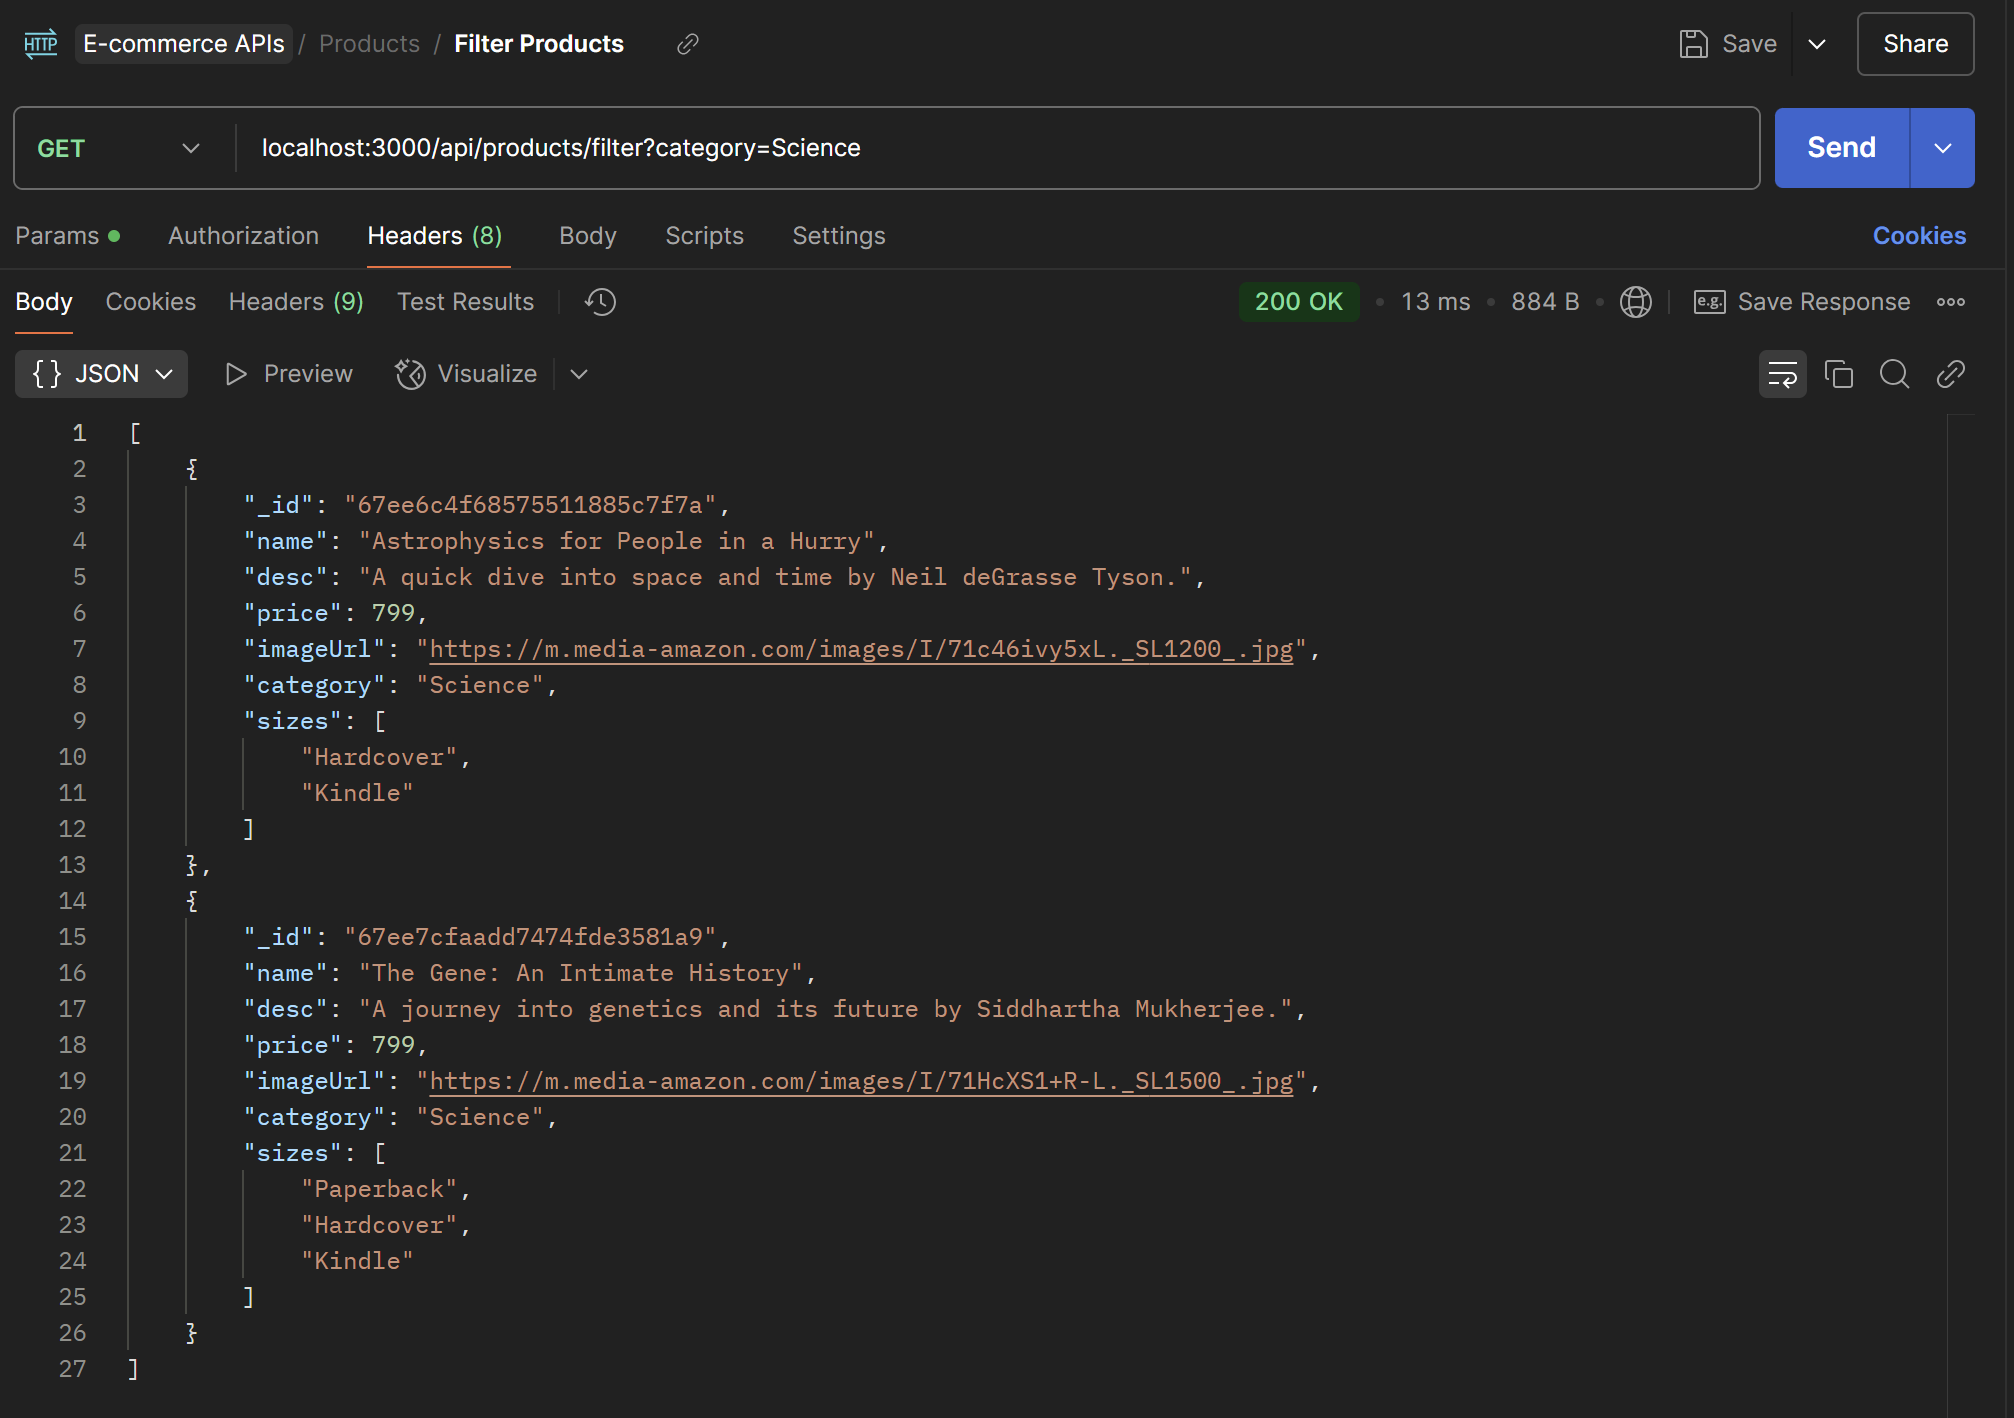 HTTP E-commerce APIs / Products / Filter Products Save Share
GET localhost:3000/api/products/filter?category=Science Send
Params Authorization Headers (8) Body Scripts Settings Cookies
Body Cookies Headers (9) Test Results 200 OK • 13 ms • 884 B • e.g. Save Response
{} JSON Preview Visualize
1 [
2 {
3 "_id": "67ee6c4f68575511885c7f7a",
4 "name": "Astrophysics for People in a Hurry",
5 "desc": "A quick dive into space and time by Neil deGrasse Tyson.",
6 "price": 799,
7 "imageUrl": "https://m.media-amazon.com/images/I/71c46ivy5xL._SL1200_.jpg",
8 "category": "Science",
9 "sizes": [
10 "Hardcover",
11 "Kindle"
12 ]
13 },
14 {
15 "_id": "67ee7cfaadd7474fde3581a9",
16 "name": "The Gene: An Intimate History",
17 "desc": "A journey into genetics and its future by Siddhartha Mukherjee.",
18 "price": 799,
19 "imageUrl": "https://m.media-amazon.com/images/I/71HcXS1+R-L._SL1500_.jpg",
20 "category": "Science",
21 "sizes": [
22 "Paperback",
23 "Hardcover",
24 "Kindle"
25 ]
26 }
27 ]